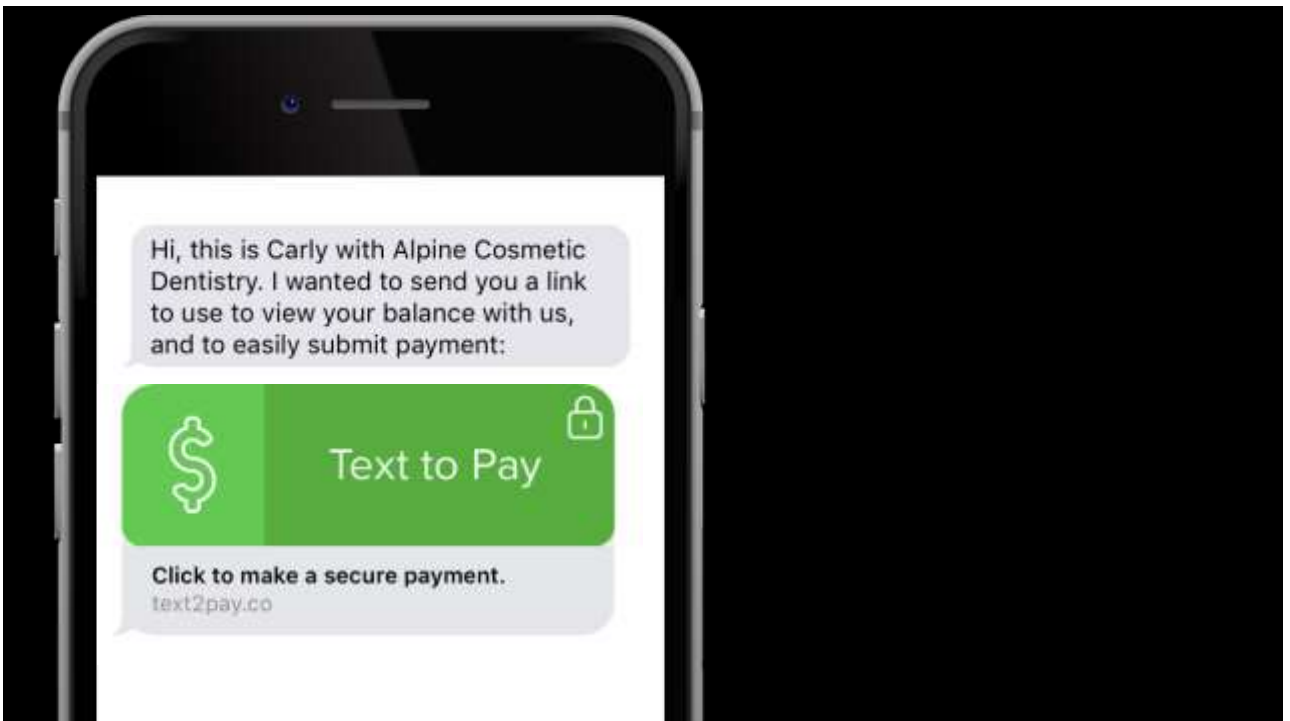 Hi, this is Carly with Alpine Cosmetic
Dentistry. I wanted to send you a link
to use to view your balance with us,
and to easily submit payment:
$
Text to Pay
Click to make a secure payment.
text2pay.co